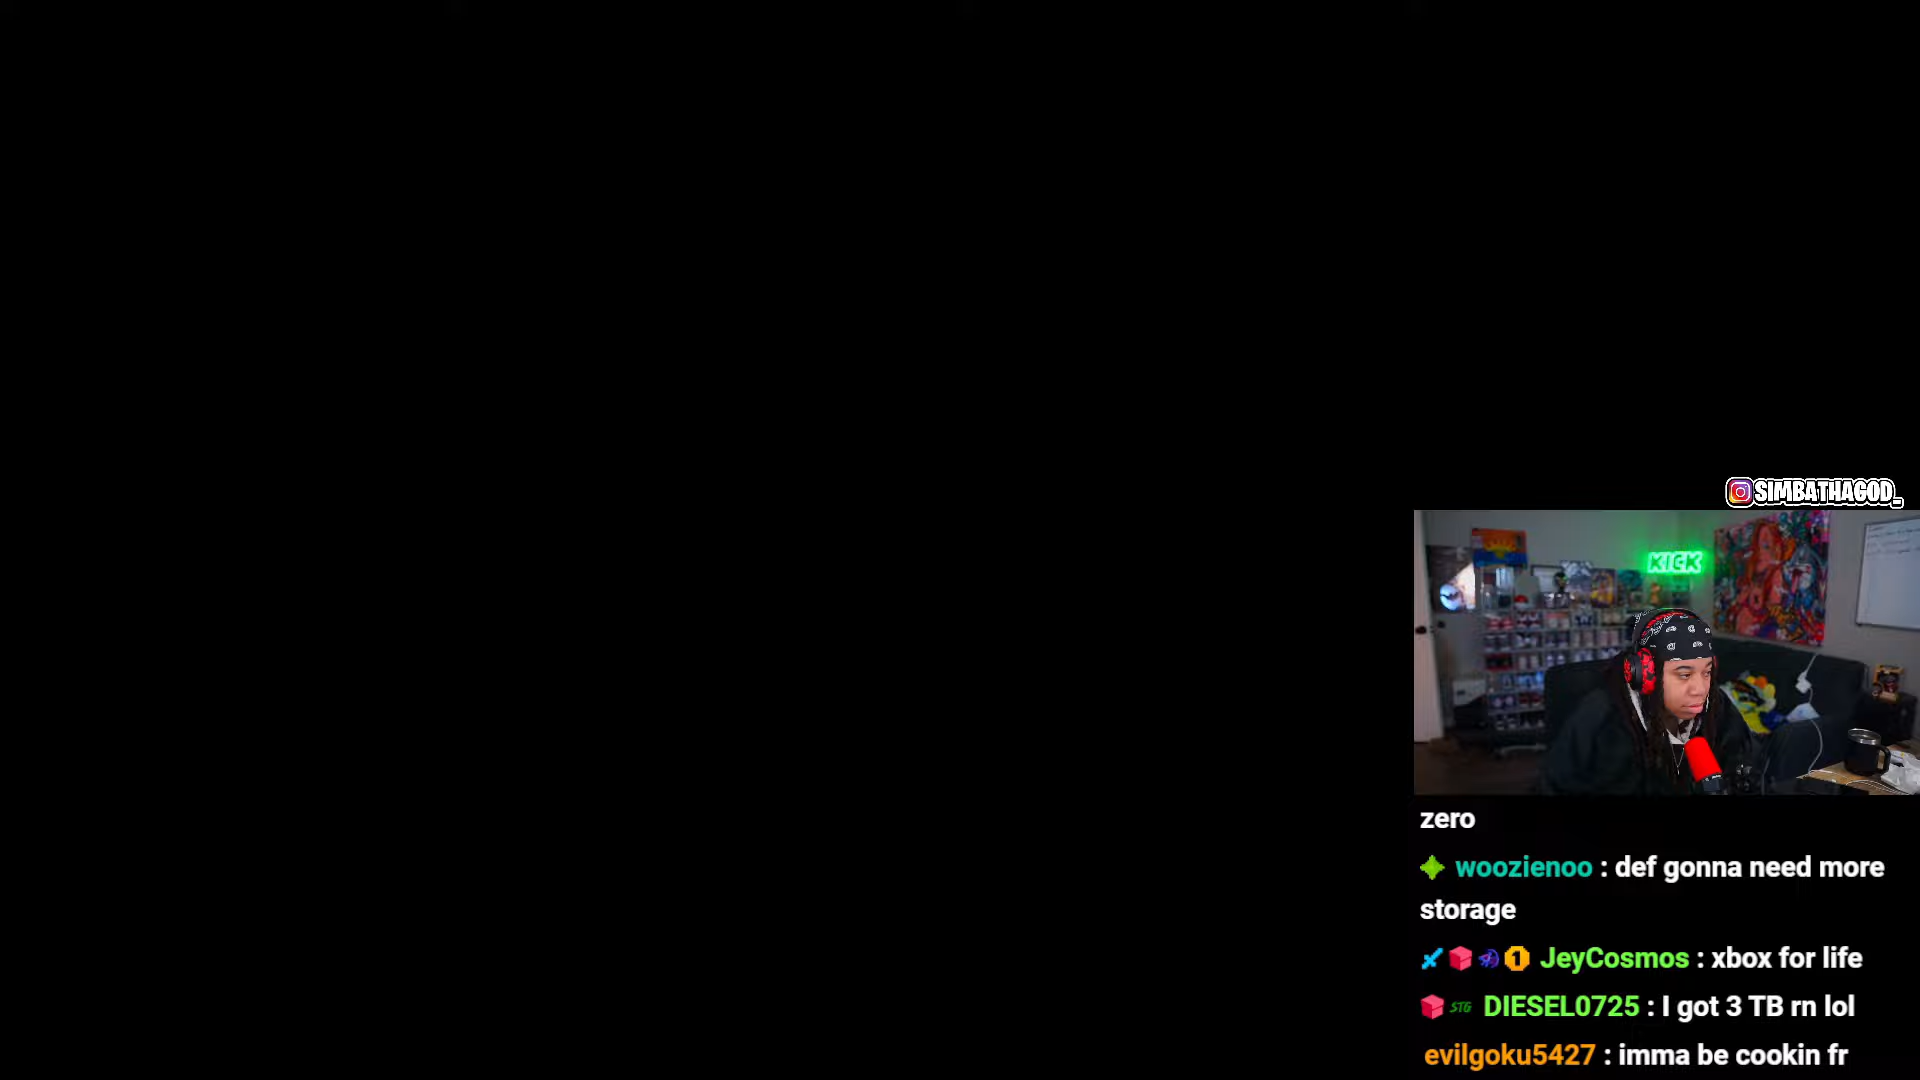 SIMBATHAGOD_
KICK
zero
woozienoo : def gonna need more
storage
JeyCosmos : xbox for life
STG DIESEL0725 : I got 3 TB rn lol
evilgoku5427 : imma be cookin fr